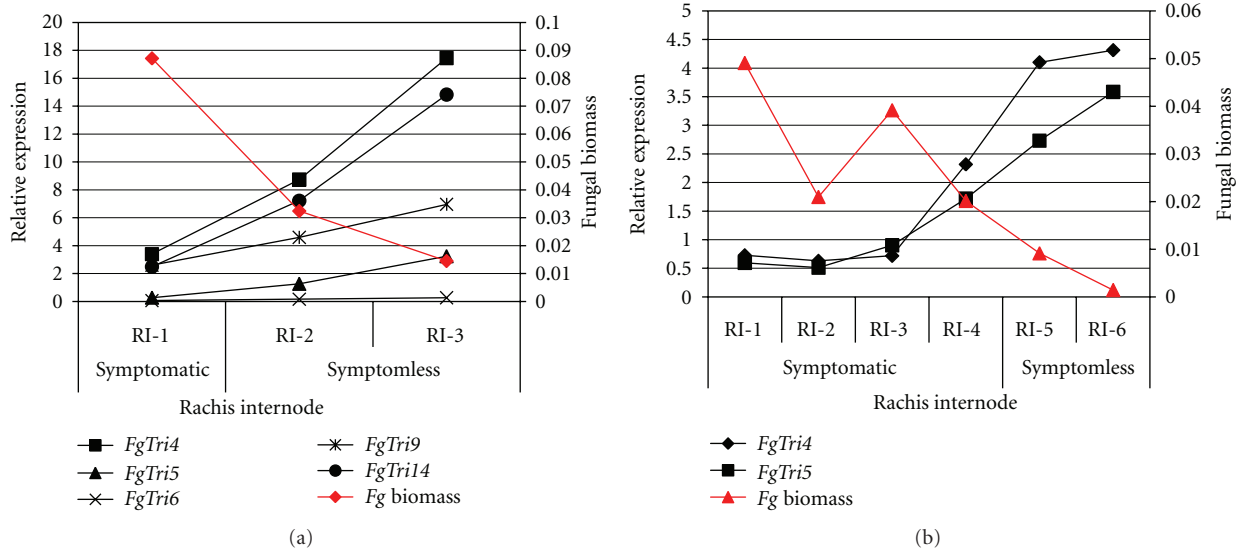 20
18
16
14
12
10
8
6
4
2
0
Relative expression
0.1
0.09
0.08
0.07
0.06
0.05
0.04
0.03
0.02
0.01
0
Fungal biomass
RI-1 RI-2 RI-3
Symptomatic Symptomless
Rachis internode
FgTri4 FgTri9
FgTri5 FgTri14
FgTri6 Fg biomass
(a)
5
4.5
4
3.5
3
2.5
2
1.5
1
0.5
0
Relative expression
0.06
0.05
0.04
0.03
0.02
0.01
0
Fungal biomass
RI-1 RI-2 RI-3 RI-4 RI-5 RI-6
Symptomatic Symptomless
Rachis internode
FgTri4
FgTri5
Fg biomass
(b)